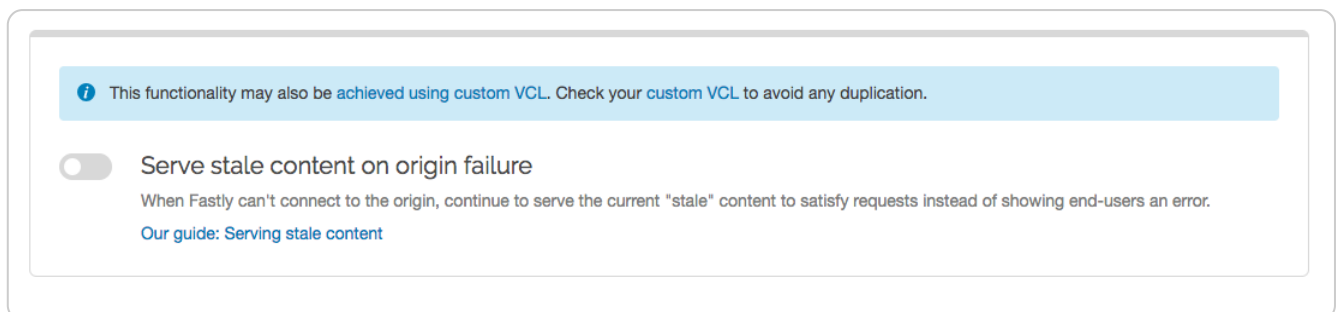 This functionality may also be achieved using custom VCL. Check your custom VCL to avoid any duplication.
Serve stale content on origin failure
When Fastly can't connect to the origin, continue to serve the current "stale" content to satisfy requests instead of showing end-users an error.
Our guide: Serving stale content